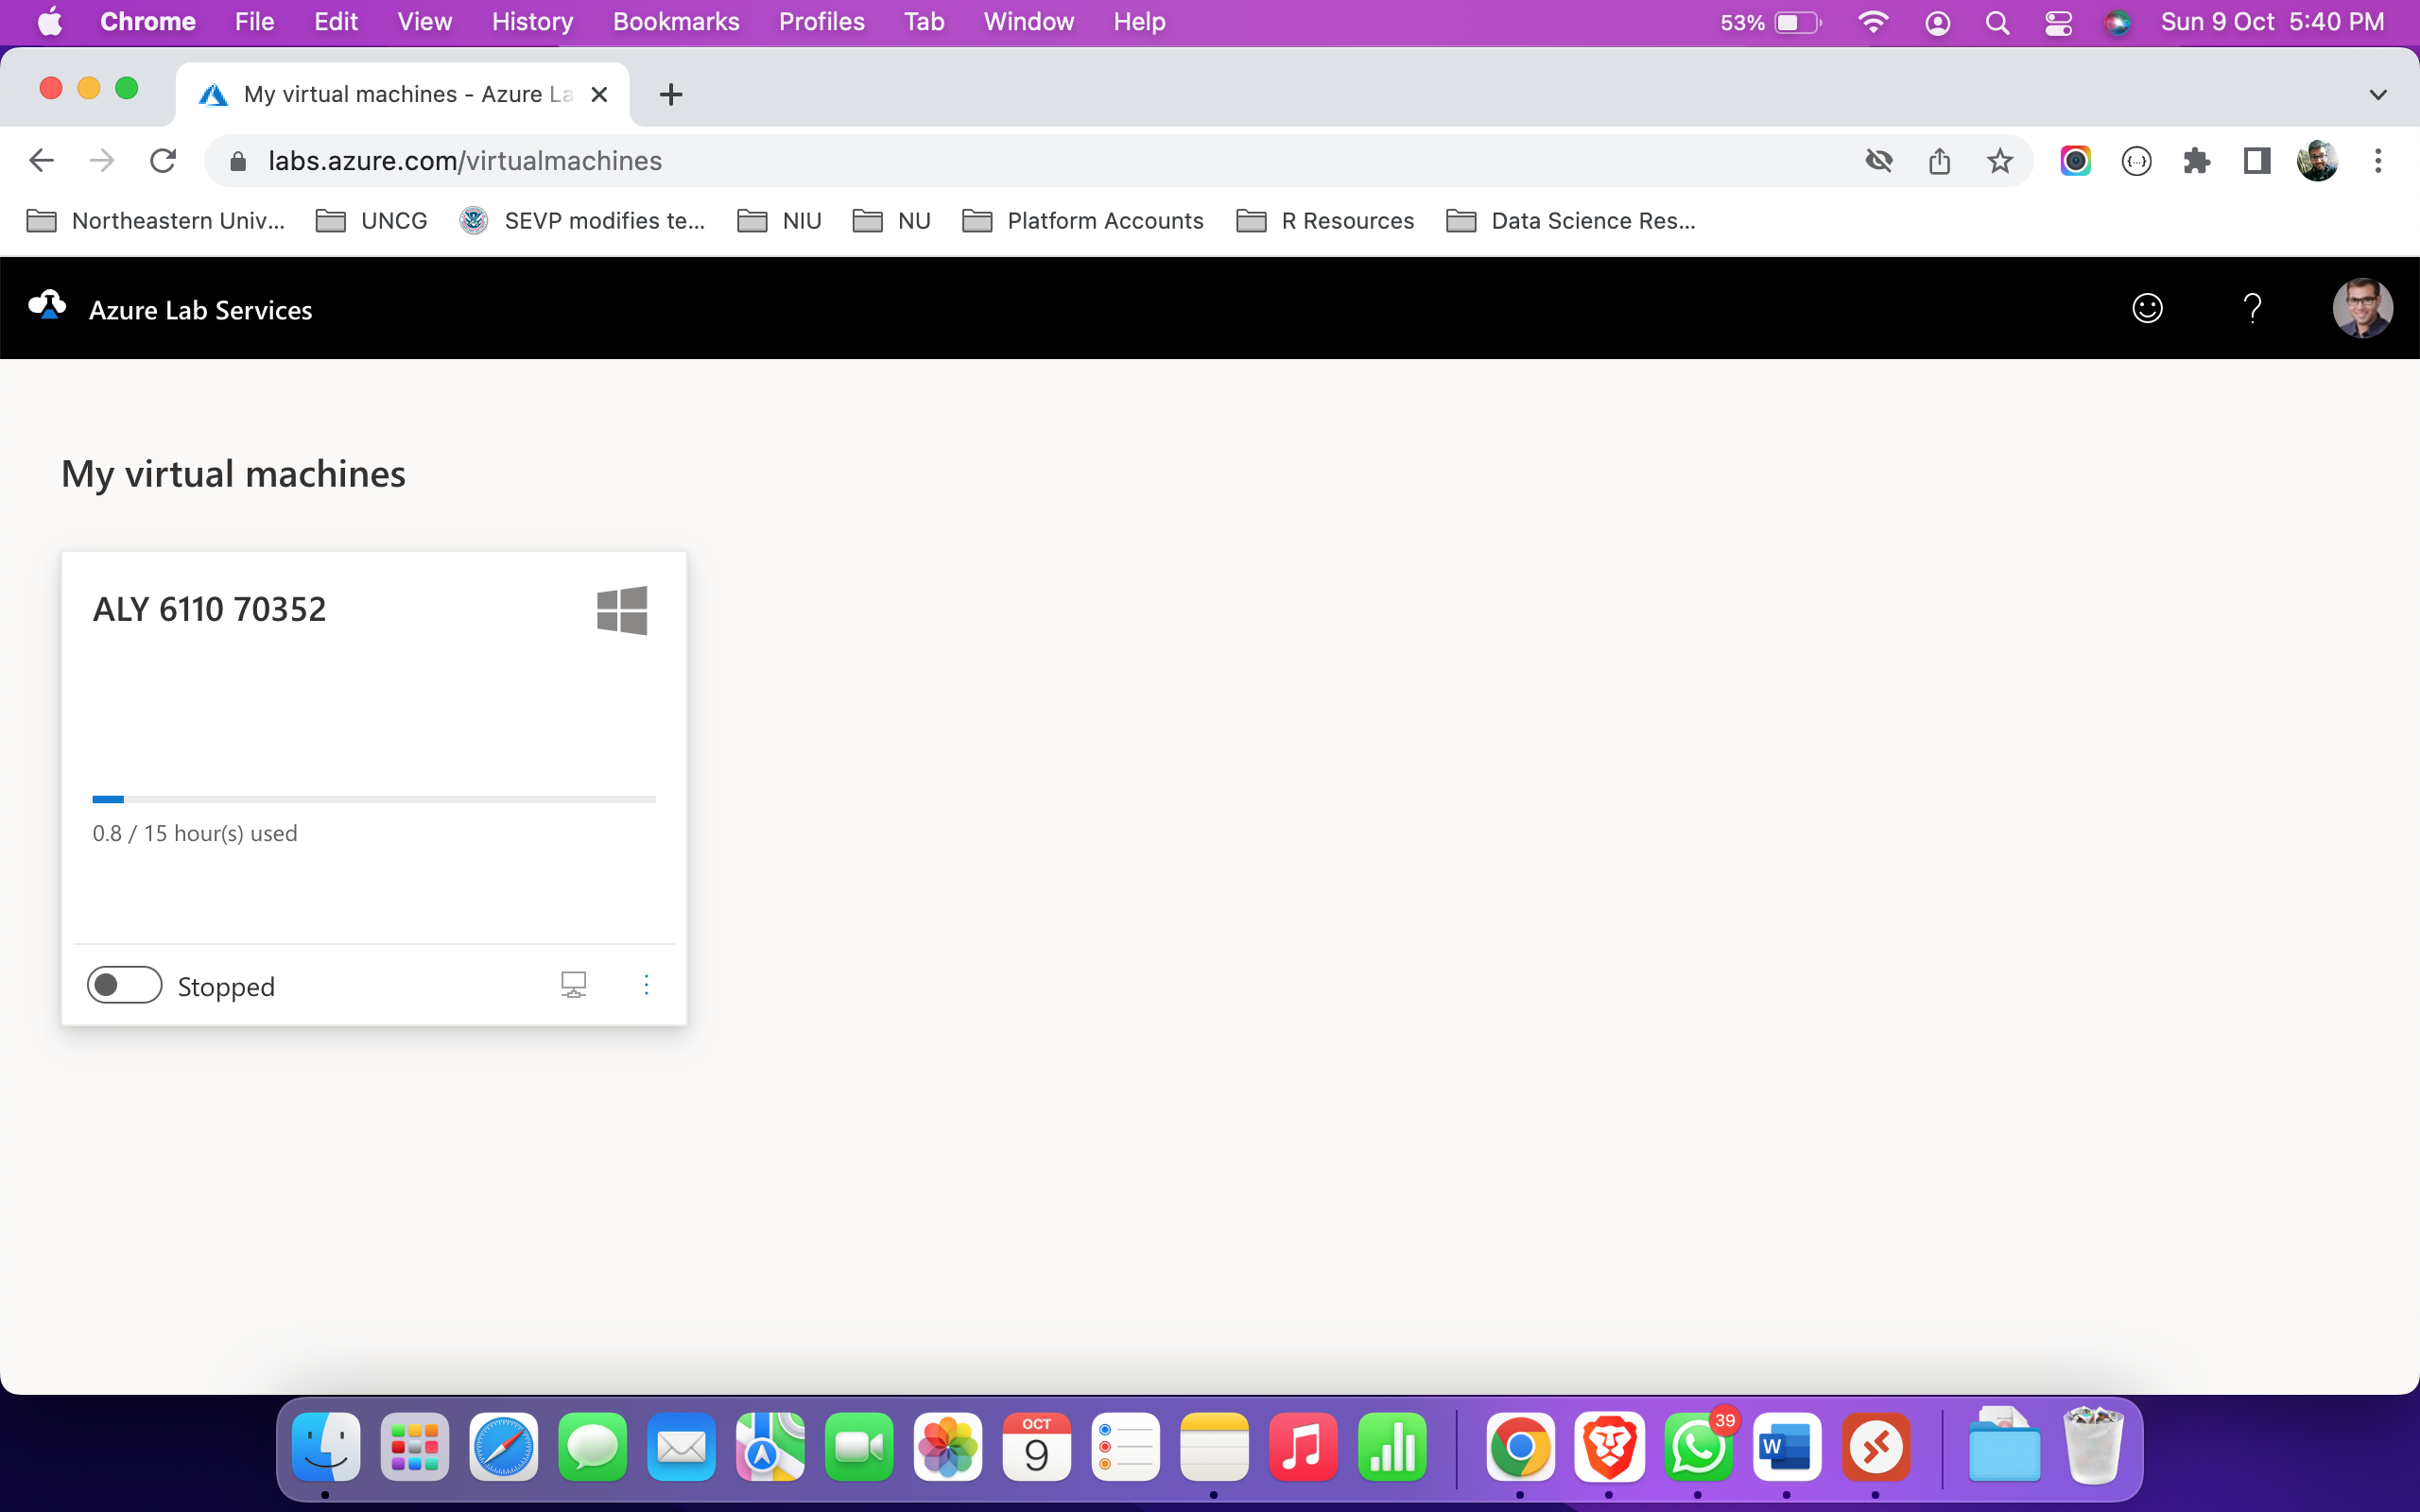 Chrome File Edit View History Bookmarks Profiles Tab Window Help 53% Sun 9 Oct 5:40 PM
My virtual machines - Azure La
labs.azure.com/virtualmachines
Northeastern Univ... UNCG SEVP modifies te... NIU NU Platform Accounts R Resources Data Science Res...
Azure Lab Services
My virtual machines
ALY 6110 70352
0.8 / 15 hour(s) used
Stopped
OCT
9
39
W